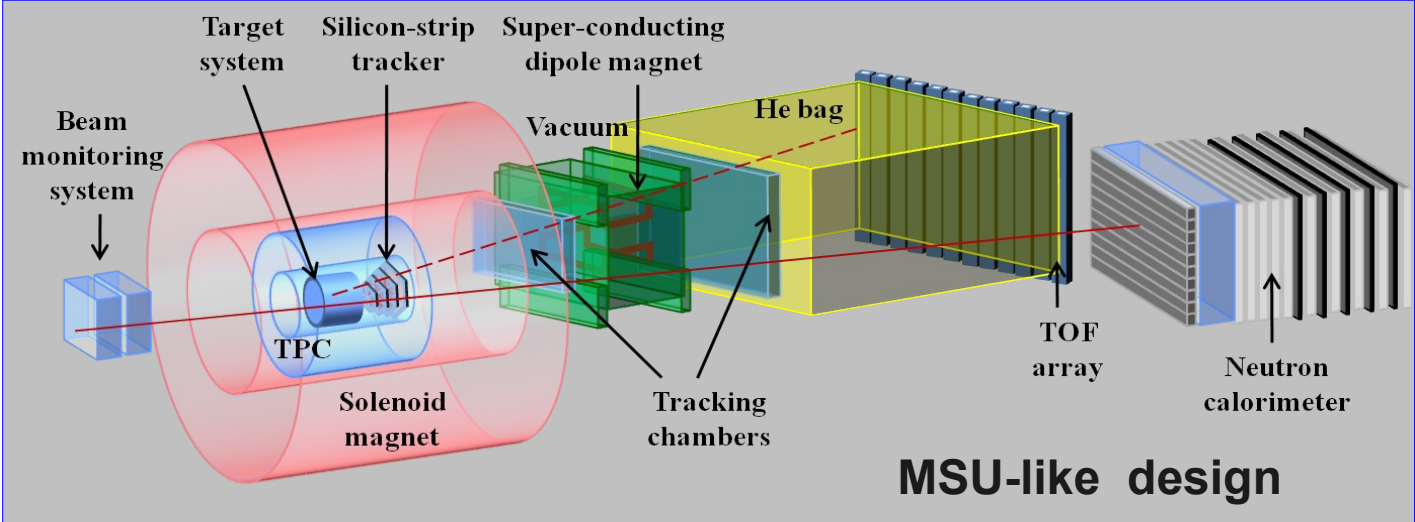 Target
system
Silicon-strip
tracker
Super-conducting
dipole magnet
Beam
monitoring
system
Vacuum
He bag
TPC
Solenoid
magnet
Tracking
chambers
TOF
array
Neutron
calorimeter
MSU-like design